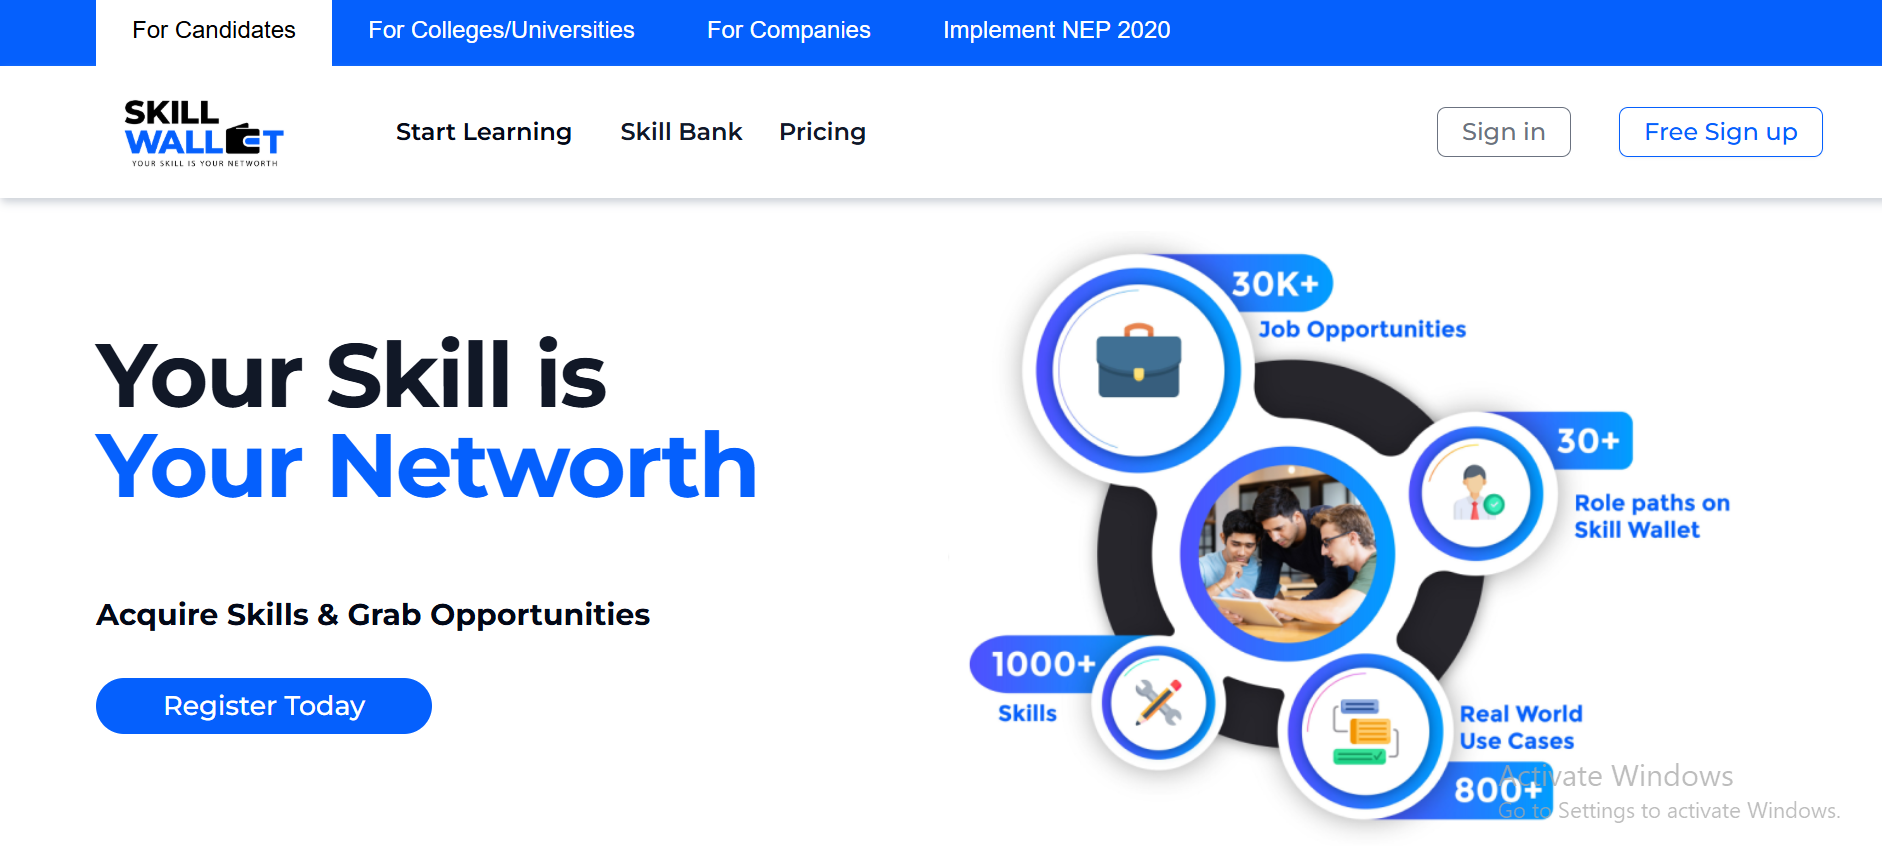 For Candidates
For Colleges/Universities
For Companies
Implement NEP 2020
SKILL
WALLET
YOUR SKILL IS YOUR NETWORTH
Start Learning
Skill Bank
Pricing
Sign in
Free Sign up
Your Skill is
Your Networth
Acquire Skills & Grab Opportunities
Register Today
30K+
Job Opportunities
30+
Role paths on
Skill Wallet
1000+
Skills
Real World
Use Cases
800+
Activate Windows
Go to Settings to activate Windows.